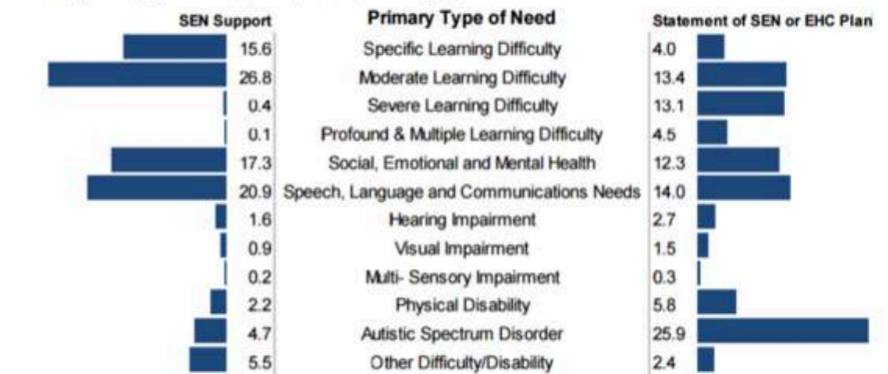 SEN Support Primary Type of Need Statement of SEN or EHC Plan
15.6 Specific Learning Difficulty 4.0
26.8 Moderate Learning Difficulty 13.4
0.4 Severe Learning Difficulty 13.1
0.1 Profound & Multiple Learning Difficulty 4.5
17.3 Social, Emotional and Mental Health 12.3
20.9 Speech, Language and Communications Needs 14.0
1.6 Hearing Impairment 2.7
0.9 Visual Impairment 1.5
0.2 Multi- Sensory Impairment 0.3
2.2 Physical Disability 5.8
4.7 Autistic Spectrum Disorder 25.9
5.5 Other Difficulty/Disability 2.4